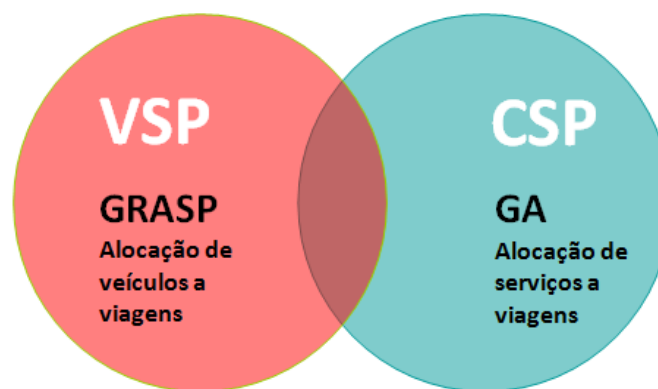 VSP
GRASP
Alocação de
veículos a
viagens
CSP
GA
Alocação de
serviços a
viagens